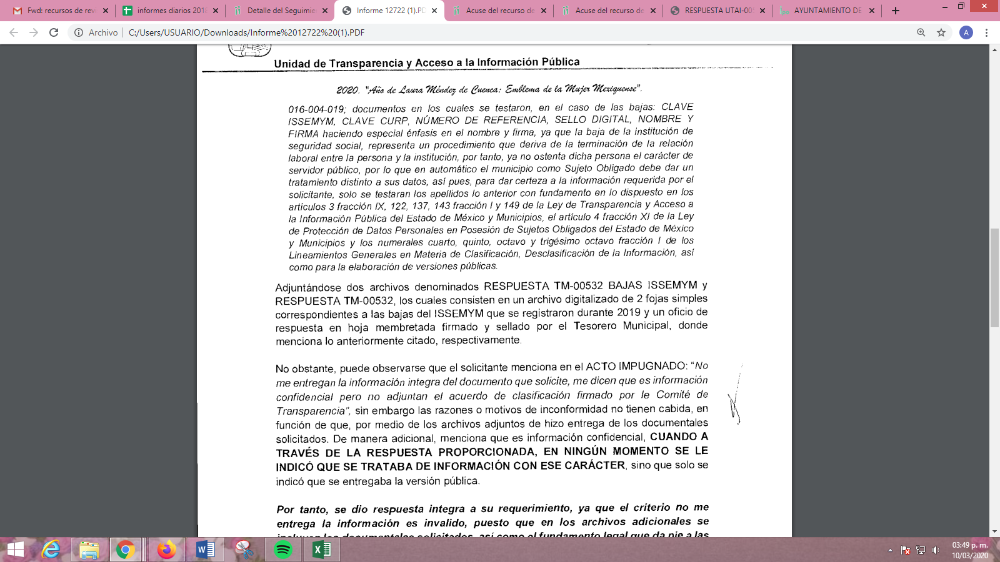 Fwd: recursos de revi
informes diarios 2018
Detalle del Seguimie
Informe 12722 (1).PD
Acuse del recurso de
Acuse del recurso de
RESPUESTA UTAI-005
AYUNTAMIENTO DE
Archivo
C:/Users/USUARIO/Downloads/Informe%2012722%20(1).PDF
A
Unidad de Transparencia y Acceso a la Información Pública
2020. "Año de Laura Méndez de Cuenca; Emblema de la Mujer Mexiquense".
016-004-019; documentos en los cuales se testaron, en el caso de las bajas: CLAVE
ISSEMYM, CLAVE CURP, NÚMERO DE REFERENCIA, SELLO DIGITAL, NOMBRE Y
FIRMA haciendo especial énfasis en el nombre y firma, ya que la baja de la institución de
seguridad social, representa un procedimiento que deriva de la terminación de la relación
laboral entre la persona y la institución, por tanto, ya no ostenta dicha persona el carácter de
servidor público, por lo que en automático el municipio como Sujeto Obligado debe dar un
tratamiento distinto a sus datos, así pues, para dar certeza a la información requerida por el
solicitante, solo se testaran los apellidos lo anterior con fundamento en lo dispuesto en los
artículos 3 fracción IX, 122, 137, 143 fracción I y 149 de la Ley de Transparencia y Acceso a
la Información Pública del Estado de México y Municipios, el artículo 4 fracción XI de la Ley
de Protección de Datos Personales en Posesión de Sujetos Obligados del Estado de México
y Municipios y los numerales cuarto, quinto, octavo y trigésimo octavo fracción I de los
Lineamientos Generales en Materia de Clasificación, Desclasificación de la Información, así
como para la elaboración de versiones públicas.
Adjuntándose dos archivos denominados RESPUESTA TM-00532 BAJAS ISSEMYM y
RESPUESTA TM-00532, los cuales consisten en un archivo digitalizado de 2 fojas simples
correspondientes a las bajas del ISSEMYM que se registraron durante 2019 y un oficio de
respuesta en hoja membretada firmado y sellado por el Tesorero Municipal, donde
menciona lo anteriormente citado, respectivamente.
No obstante, puede observarse que el solicitante menciona en el ACTO IMPUGNADO: "No
me entregan la información integra del documento que solicite, me dicen que es información
confidencial pero no adjuntan el acuerdo de clasificación firmado por le Comité de
Transparencia", sin embargo las razones o motivos de inconformidad no tienen cabida, en
función de que, por medio de los archivos adjuntos de hizo entrega de los documentales
solicitados. De manera adicional, menciona que es información confidencial, CUANDO A
TRAVÉS DE LA RESPUESTA PROPORCIONADA, EN NINGÚN MOMENTO SE LE
INDICÓ QUE SE TRATABA DE INFORMACIÓN CON ESE CARÁCTER, sino que solo se
indicó que se entregaba la versión pública.
Por tanto, se dio respuesta integra a su requerimiento, ya que el criterio no me
entrega la información es invalido, puesto que en los archivos adicionales se
incluyen los documentales solicitados, así como el fundamento legal que da pie a las
03:49 p. m.
10/03/2020